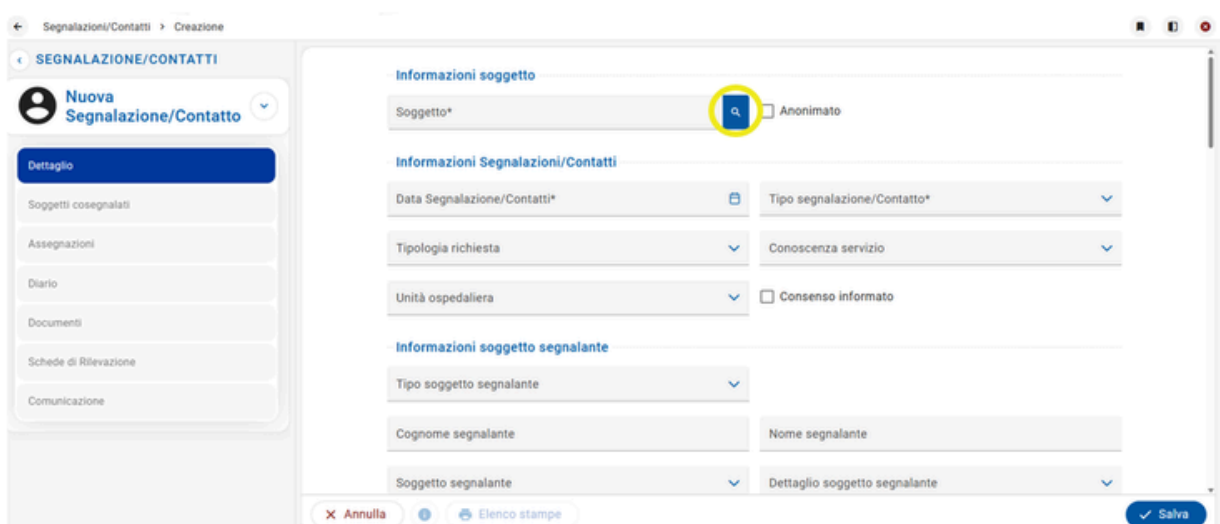 Segnalazioni/Contatti > Creazione
SEGNALAZIONE/CONTATTI
Nuova
Segnalazione/Contatto
Dettaglio
Soggetti cosegnalati
Assegnazioni
Diario
Documenti
Schede di Rilevazione
Comunicazione
Informazioni soggetto
Soggetto*
Anonimato
Informazioni Segnalazioni/Contatti
Data Segnalazione/Contatti*
Tipo segnalazione/Contatto*
Tipologia richiesta
Conoscenza servizio
Unità ospedaliera
Consenso informato
Informazioni soggetto segnalante
Tipo soggetto segnalante
Cognome segnalante
Nome segnalante
Soggetto segnalante
Dettaglio soggetto segnalante
Annulla
Elenco stampe
Salva